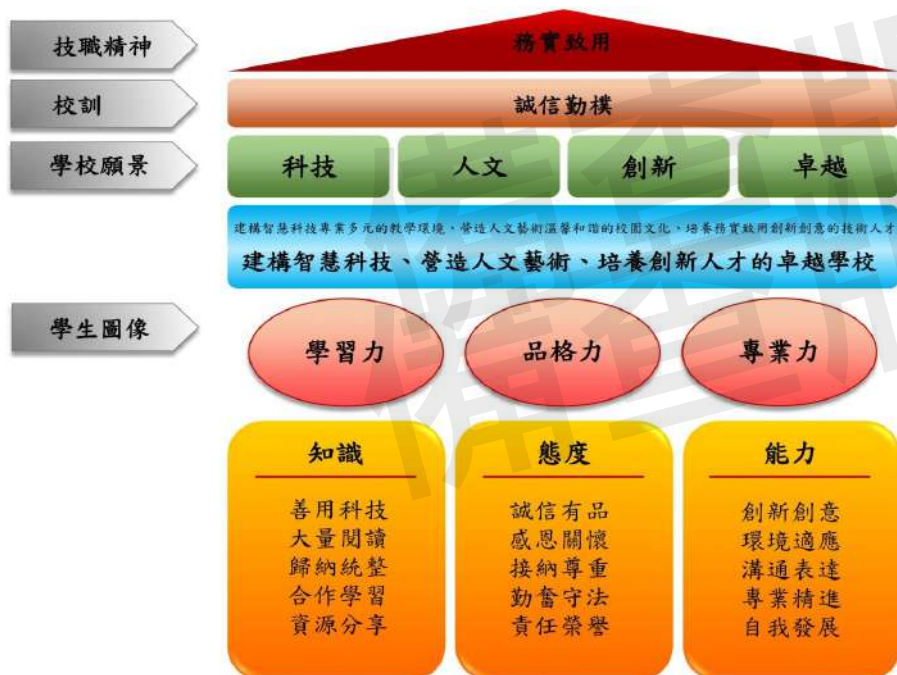 技職精神
務實致用
校訓
誠信勤樸
學校願景
科技
人文
創新
卓越
建構智慧科技專業多元的教學環境、營造人文藝術溫馨和諧的校園文化、培養務實致用創新創意的技術人才
建構智慧科技、營造人文藝術、培養創新人才的卓越學校
學生圖像
學習力
品格力
專業力
知識
善用科技
大量閱讀
歸納統整
合作學習
資源分享
態度
誠信有品
感恩關懷
接納尊重
勤奮守法
責任榮譽
能力
創新創意
環境適應
溝通表達
專業精進
自我發展
備查版